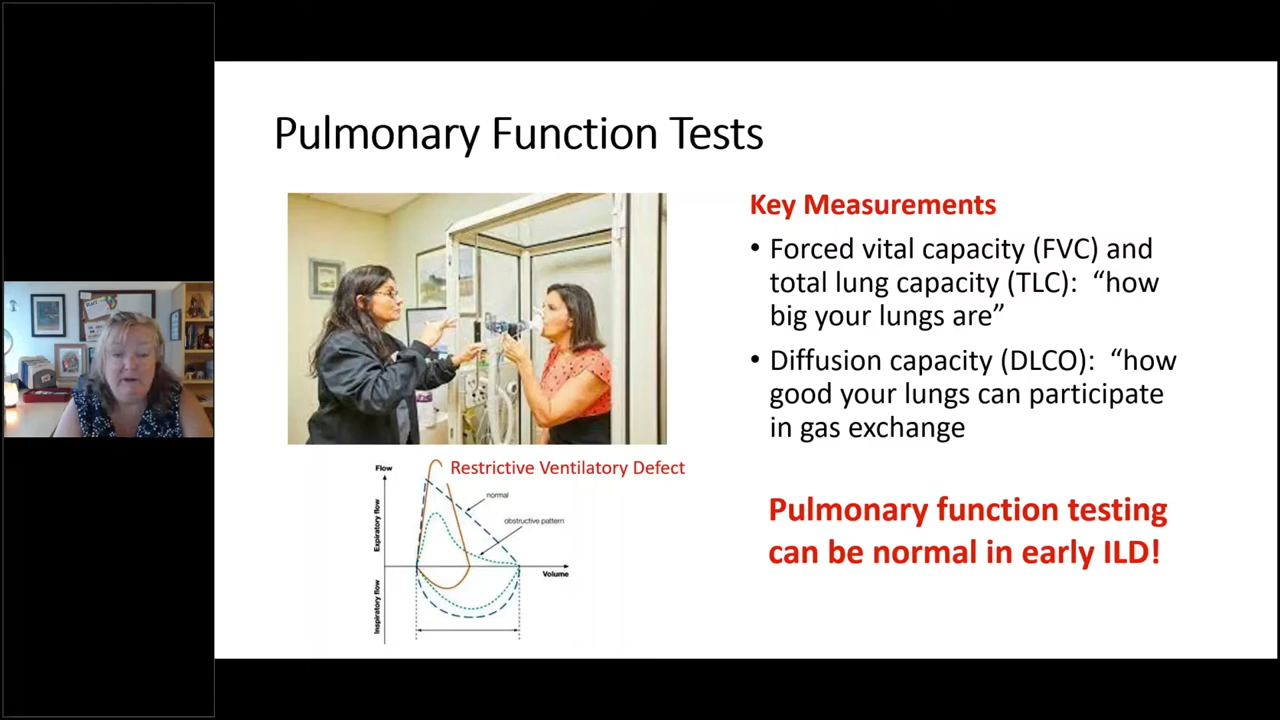 Pulmonary Function Tests
Key Measurements
• Forced vital capacity (FVC) and
total lung capacity (TLC): “how
big your lungs are”
• Diffusion capacity (DLCO): “how
good your lungs can participate
in gas exchange
Pulmonary function testing
can be normal in early ILD!
Restrictive Ventilatory Defect
Flow
normal
obstructive pattern
Expiratory flow
Volume
Inspiratory flow